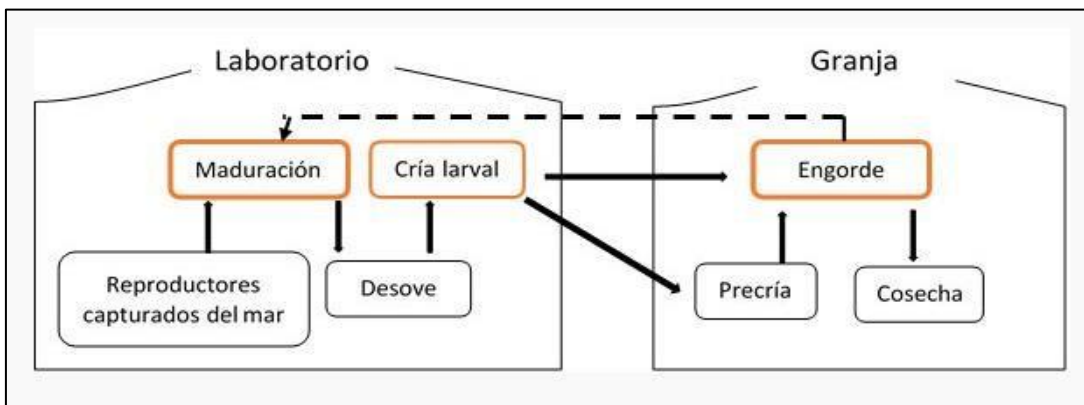 Laboratorio
Granja
Maduración
Cría larval
Engorde
Reproductores
capturados del mar
Desove
Precría
Cosecha